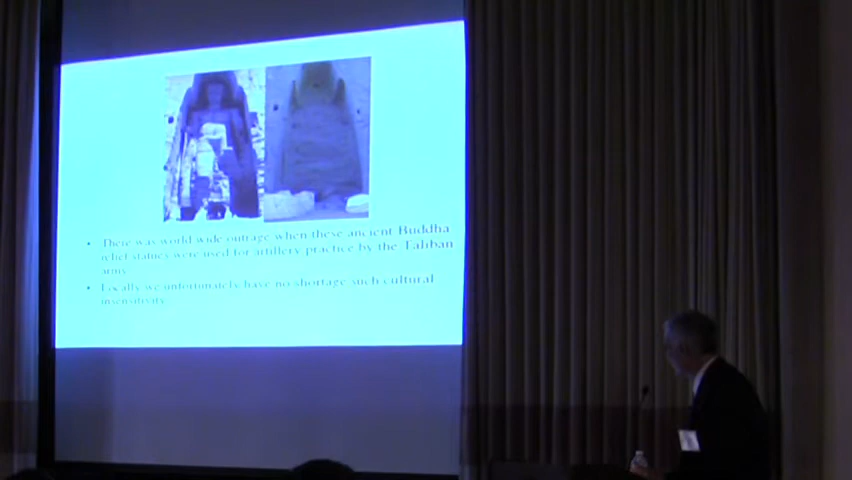 • There was world wide outrage when these ancient Buddha
relief statues were used for artillery practice by the Taliban
army.
• Locally we unfortunately have no shortage such cultural
insensitivity.